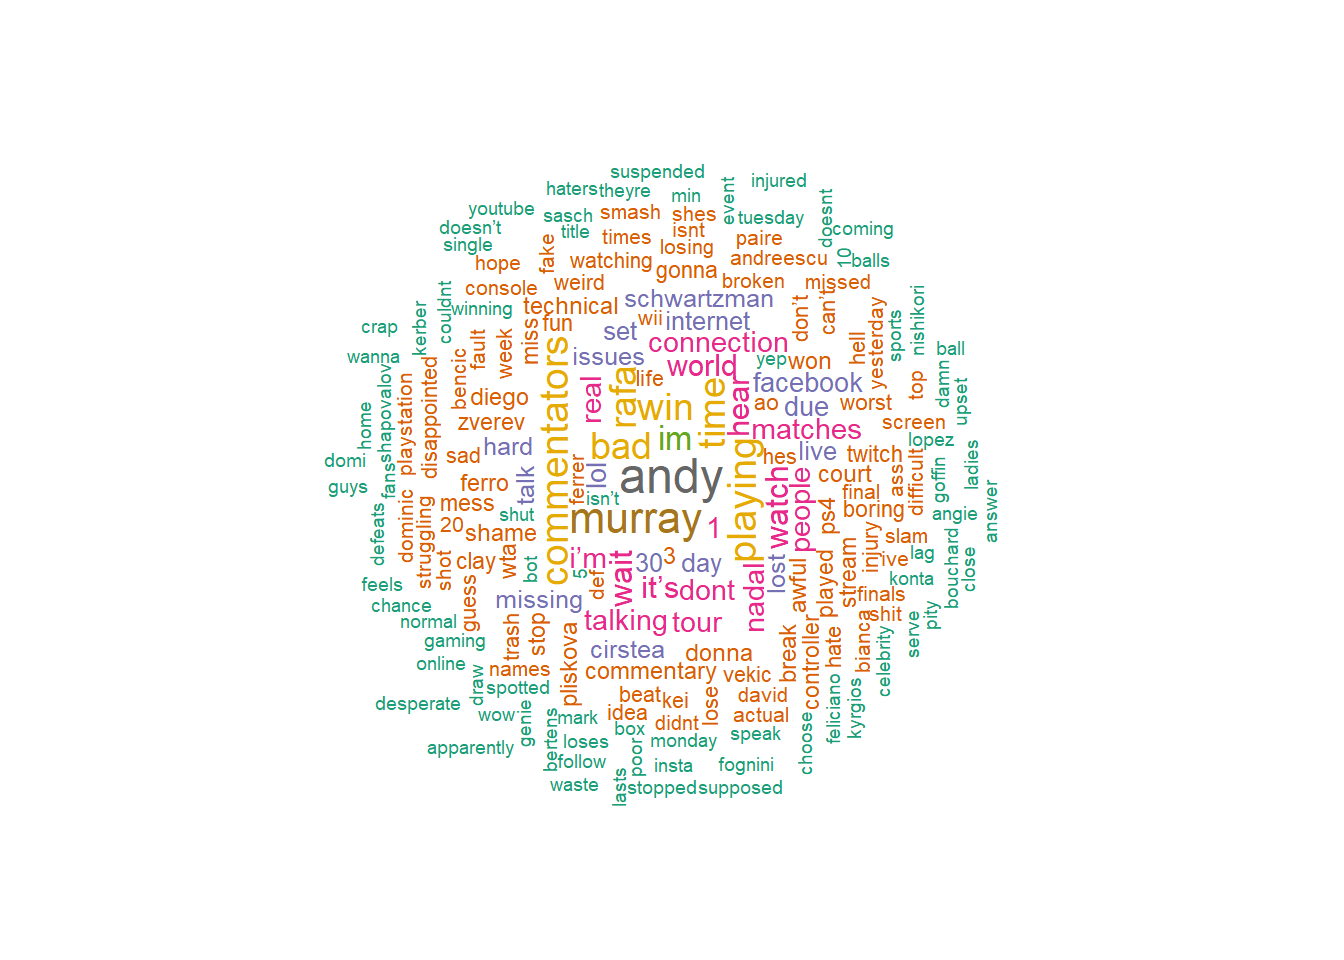 suspended
injured
haters
theyre
min
event
youtube
sasch
smash
shes
tuesday
doesnt
coming
doesn’t
title
isnt
single
times
losing
paire
10
balls
hope
fake
watching
gonna
andreescu
console
weird
broken
missed
winning
technical
schwartzman
don’t
can’t
yesterday
sports
nishikori
crap
kerber
couldnt
fun
wii
internet
set
connection
hell
wanna
fault
week
miss
issues
world
yep
won
ball
damn
upset
bencic
commentators
real
rafa
life
win
time
hear
facebook
top
home
shapovalov
playstation
disappointed
diego
ao
due
worst
zverev
matches
screen
lopez
domi
sad
hard
bad
im
hes
live
twitch
guys
fans
ferro
talk
lol
ferrer
andy
playing
watch
people
court
ass
difficult
goffin
ladies
isn’t
final
mess
shut
murray
1
ps4
boring
angie
answer
defeats
dominic
struggling
20
shame
slam
shot
clay
wta
bot
i’m
wait
30
3
day
lost
injury
ive
lag
feels
5
def
it’s
dont
nadal
awful
played
stream
konta
bouchard
close
chance
guess
missing
finals
normal
trash
stop
talking
tour
shit
pity
gaming
pliskova
cirstea
donna
break
controller
hate
bianca
celebrity
serve
online
draw
names
commentary
vekic
desperate
spotted
beat
kei
david
wow
genie
mark
idea
lose
actual
feliciano
kyrgios
bertens
box
didnt
speak
apparently
loses
monday
choose
follow
poor
insta
fognini
waste
lasts
stopped
supposed